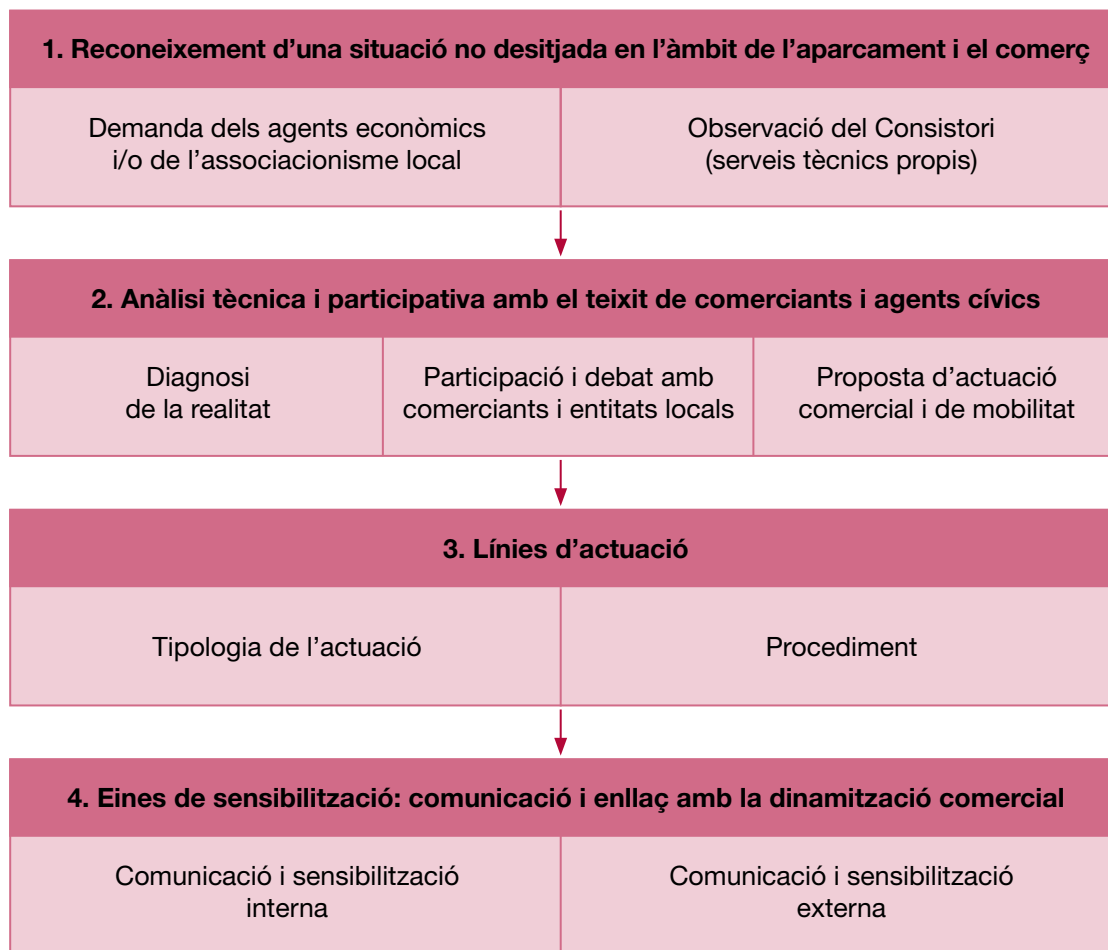 1. Reconeixement d’una situació no desitjada en l’àmbit de l’aparcament i el comerç
Demanda dels agents econòmics
i/o de l’associacionisme local
Observació del Consistori
(serveis tècnics propis)
2. Anàlisi tècnica i participativa amb el teixit de comerciants i agents cívics
Diagnosi
de la realitat
Participació i debat amb
comerciants i entitats locals
Proposta d’actuació
comercial i de mobilitat
3. Línies d’actuació
Tipologia de l’actuació
Procediment
4. Eines de sensibilització: comunicació i enllaç amb la dinamització comercial
Comunicació i sensibilització
interna
Comunicació i sensibilització
externa